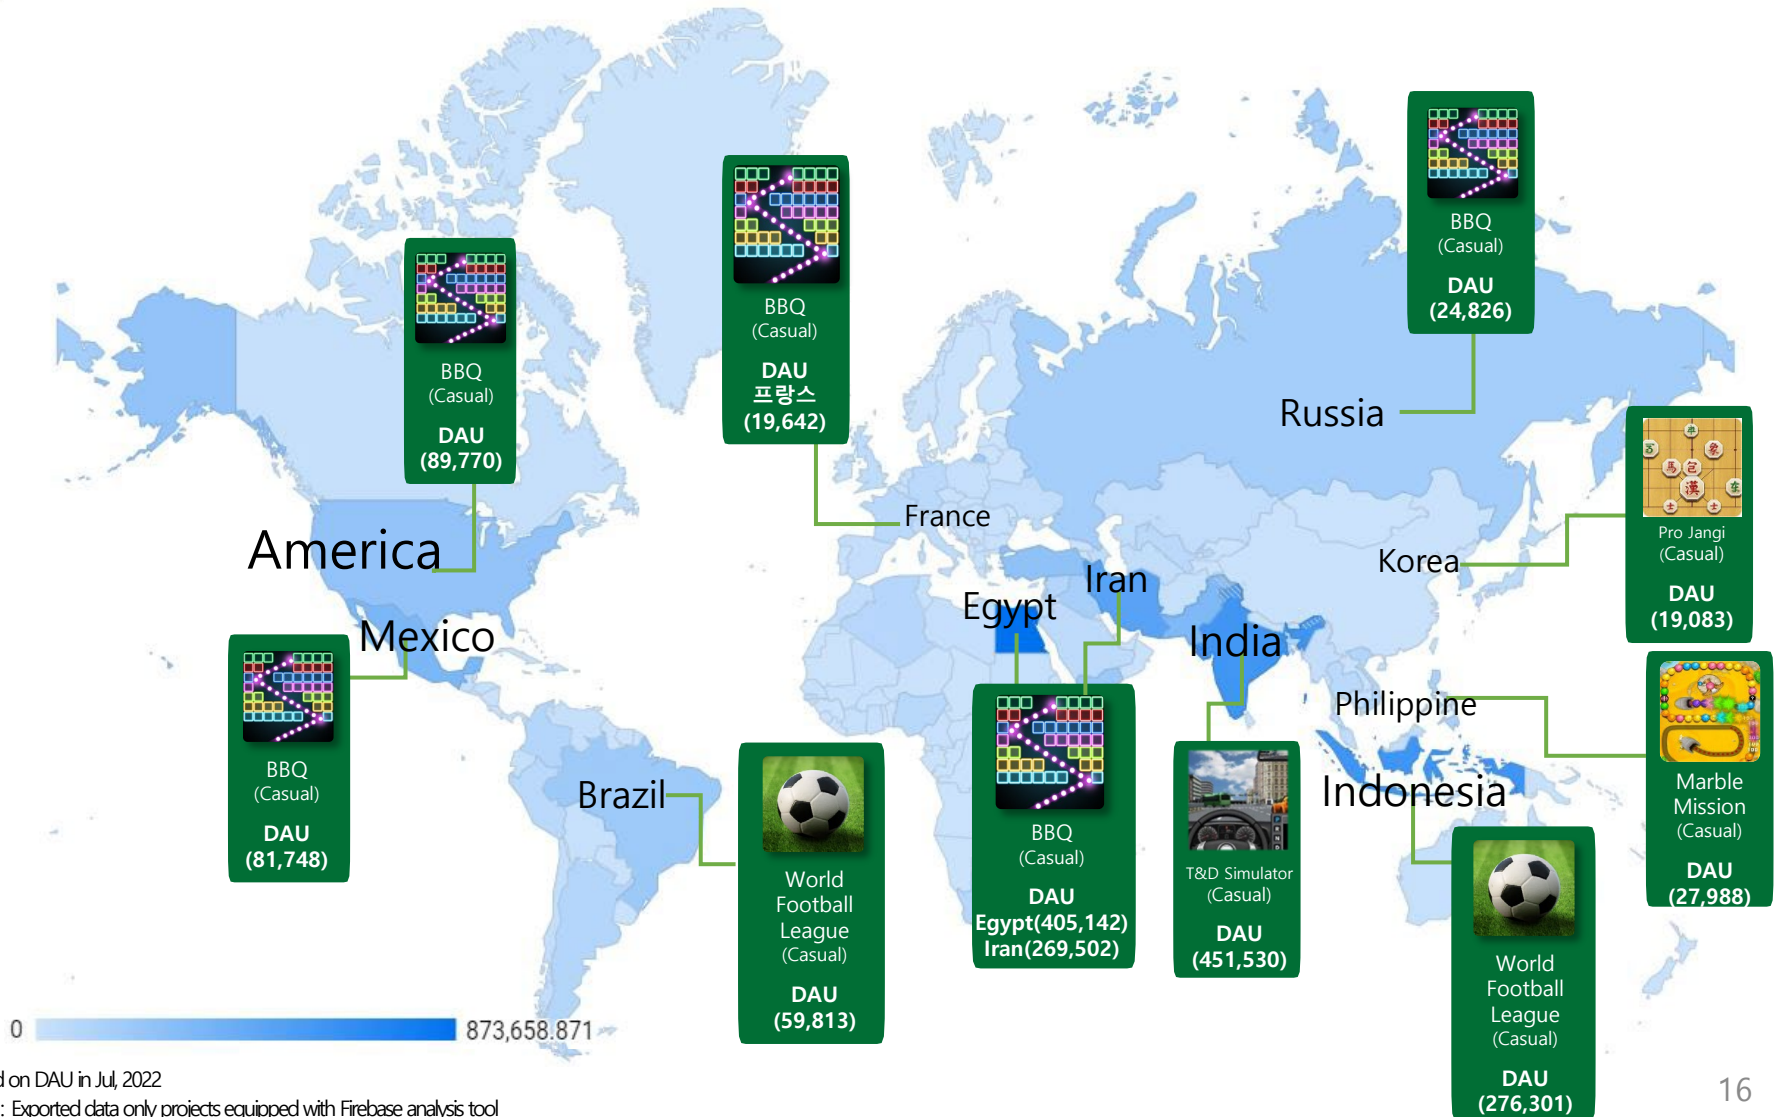 BBQ
(Casual)
DAU
(24,826)
Russia
BBQ
(Casual)
DAU
프랑스
(19,642)
France
BBQ
(Casual)
DAU
(89,770)
America
Pro Jangi
(Casual)
DAU
(19,083)
Korea
Iran
Egypt
India
Mexico
BBQ
(Casual)
DAU
(81,748)
Philippine
Marble
Mission
(Casual)
DAU
(27,988)
Brazil
World
Football
League
(Casual)
DAU
(59,813)
BBQ
(Casual)
DAU
Egypt(405,142)
Iran(269,502)
T&D Simulator
(Casual)
DAU
(451,530)
Indonesia
World
Football
League
(Casual)
DAU
(276,301)
0 873,658.871
d on DAU in Jul, 2022
: Exported data only projects equipped with Firebase analysis tool
16